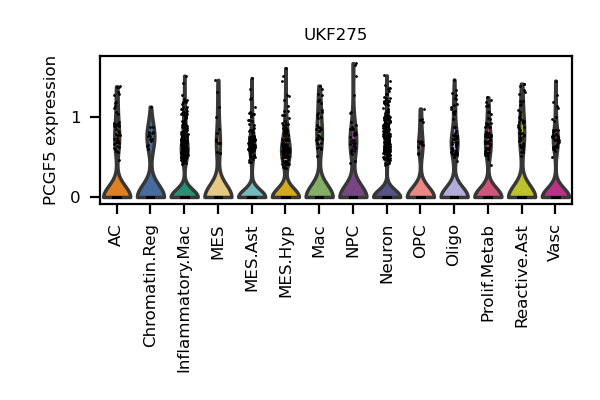 UKF275
PCGF5 expression
1
0
AC
Chromatin.Reg
Inflammatory.Mac
MES
MES.Ast
MES.Hyp
Mac
NPC
Neuron
OPC
Oligo
Prolif.Metab
Reactive.Ast
Vasc